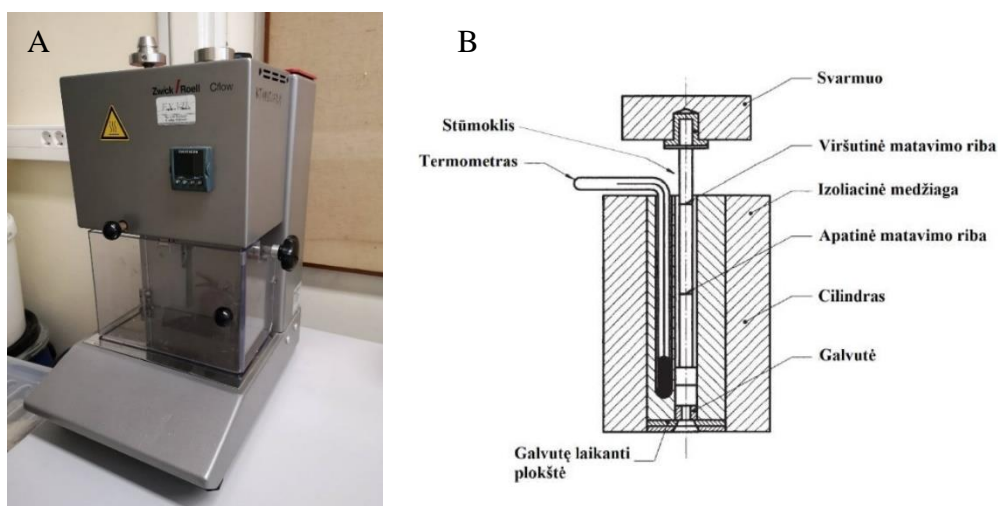 A
Zwick / Roell Cflow
B
Svarmuo
Stūmoklis
Termometras
Viršutinė matavimo riba
Izoliacinė medžiaga
Apatinė matavimo riba
Cilindras
Galvutė
Galvutę laikanti
plokštė